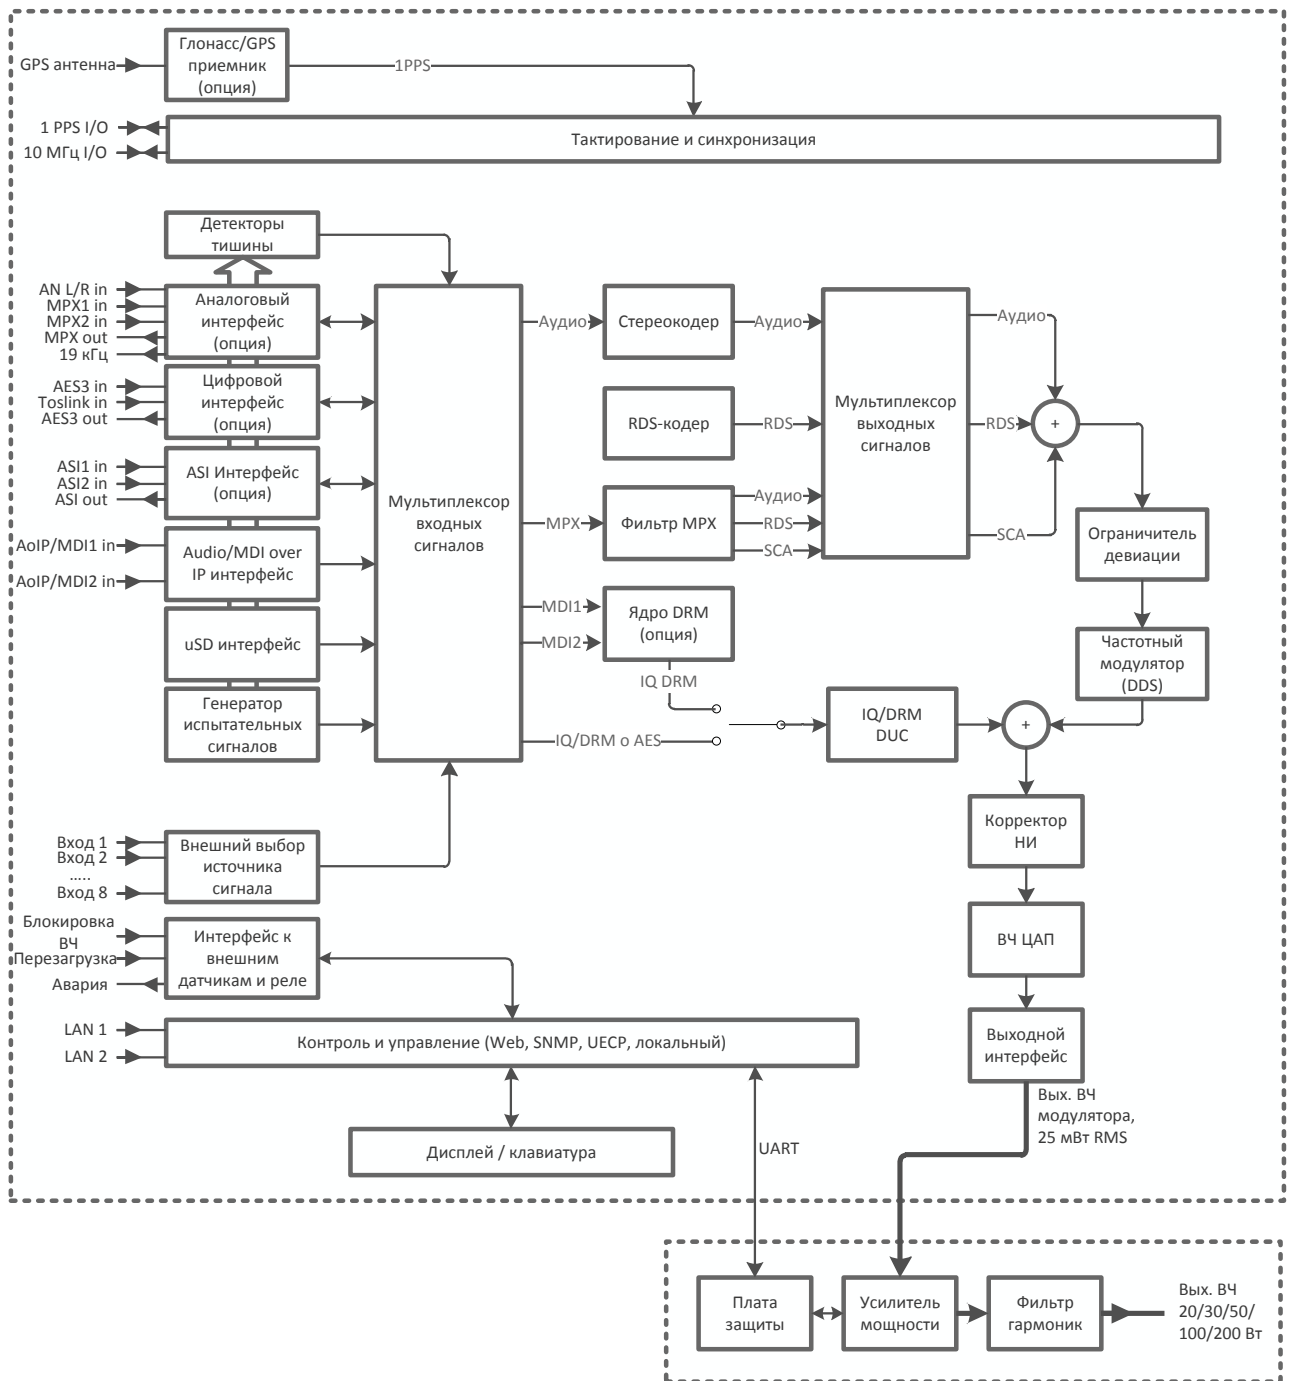 Глонасс/GPS
приемник
(опция)
GPS антенна
1PPS
1 PPS I/O
10 МГц I/O
Тактирование и синхронизация
Детекторы
тишины
AN L/R in
MPX1 in
MPX2 in
MPX out
19 кГц
Аналоговый
интерфейс
(опция)
AES3 in
Toslink in
AES3 out
Цифровой
интерфейс
(опция)
ASI1 in
ASI2 in
ASI out
ASI Интерфейс
(опция)
AoIP/MDI1 in
AoIP/MDI2 in
Audio/MDI over
IP интерфейс
uSD интерфейс
Генератор
испытательных
сигналов
Мультиплексор
входных
сигналов
Аудио
Стереокодер
Аудио
RDS-кодер
RDS
MPX
Фильтр MPX
Аудио
RDS
SCA
MDI1
MDI2
Ядро DRM
(опция)
IQ DRM
IQ/DRM o AES
Мультиплексор
выходных
сигналов
Аудио
RDS
SCA
+
Ограничитель
девиации
Частотный
модулятор
(DDS)
IQ/DRM
DUC
+
Корректор
НИ
ВЧ ЦАП
Выходной
интерфейс
Вых. ВЧ
модулятора,
25 мВт RMS
Вход 1
Вход 2
.....
Вход 8
Внешний выбор
источника
сигнала
Блокировка
ВЧ
Перезагрузка
Авария
Интерфейс к
внешним
датчикам и реле
LAN 1
LAN 2
Контроль и управление (Web, SNMP, UECP, локальный)
Дисплей / клавиатура
UART
Плата
защиты
Усилитель
мощности
Фильтр
гармоник
Вых. ВЧ
20/30/50/
100/200 Вт